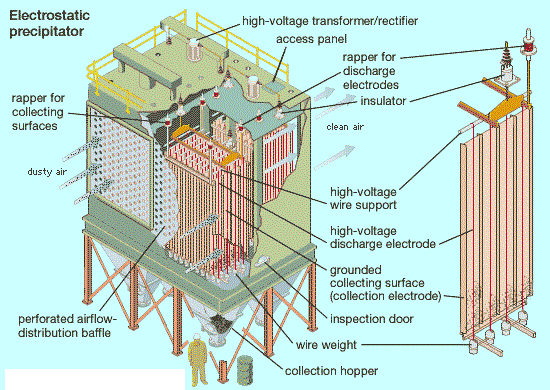 Electrostatic
precipitator
high-voltage transformer/rectifier
access panel
rapper for
discharge
electrodes
insulator
rapper for
collecting
surfaces
clean air
dusty air
high-voltage
wire support
high-voltage
discharge electrode
grounded
collecting surface
(collection electrode)
inspection door
perforated airflow-
distribution baffle
wire weight
collection hopper